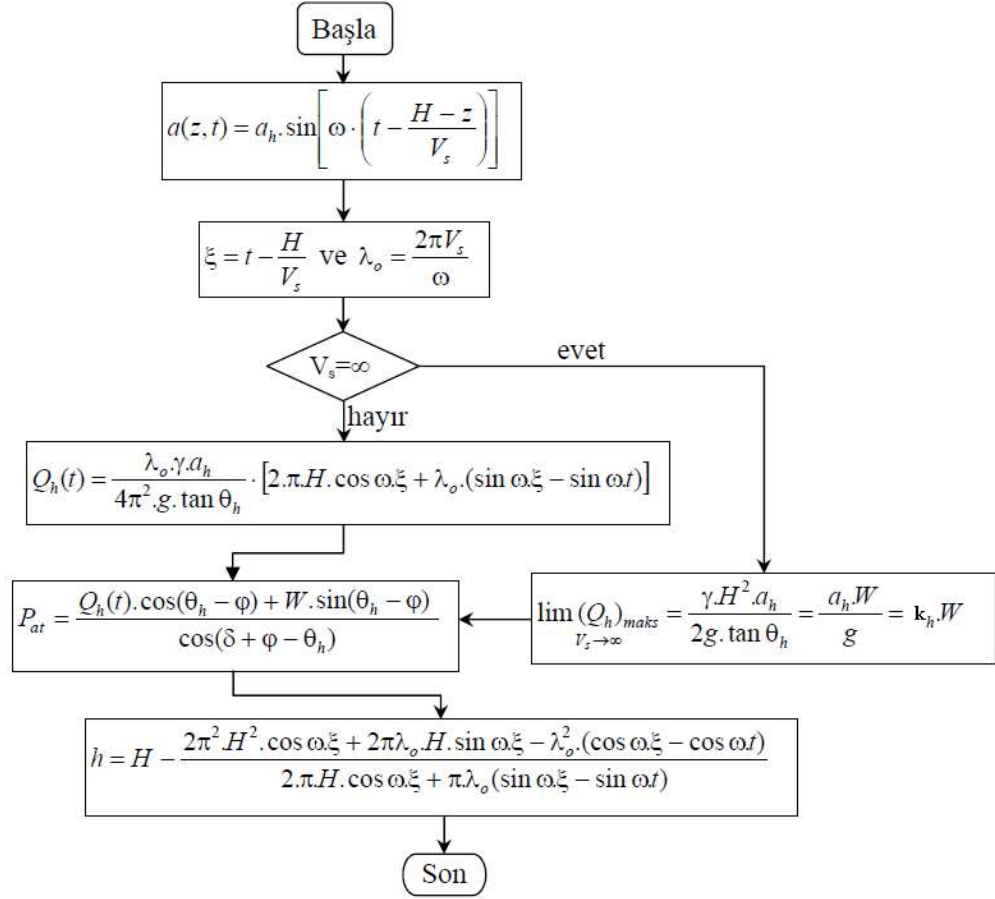 Başla
a(z,t) = a_h.sin[ω·(t − (H − z)/V_s)]
ξ = t − H/V_s ve λ_o = 2πV_s/ω
V_s=∞
evet
hayır
Q_h(t) = (λ_o.γ.a_h)/(4π².g.tan θ_h) · [2.π.H.cos ω.ξ + λ_o.(sin ω.ξ − sin ω.t)]
P_at = (Q_h(t).cos(θ_h − φ) + W.sin(θ_h − φ))/(cos(δ + φ − θ_h))
lim_{V_s→∞} (Q_h)_maks = (γ.H².a_h)/(2g.tan θ_h) = (a_h.W)/g = k_h.W
h = H − (2π².H².cos ω.ξ + 2πλ_o.H.sin ω.ξ − λ_o².(cos ω.ξ − cos ω.t))/(2.π.H.cos ω.ξ + π.λ_o(sin ω.ξ − sin ω.t))
Son